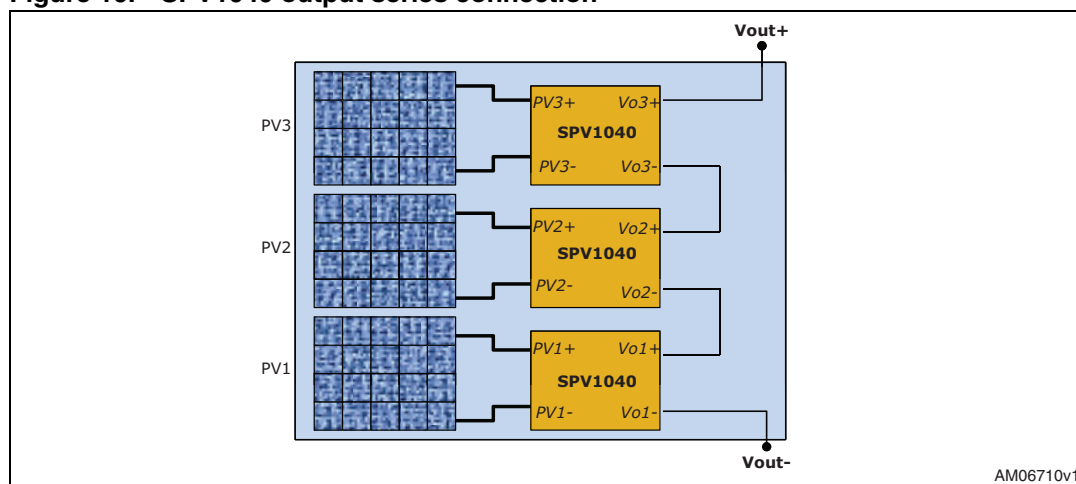 Vout+
PV3
PV3+ Vo3+
SPV1040
PV3- Vo3-
PV2
PV2+ Vo2+
SPV1040
PV2- Vo2-
PV1
PV1+ Vo1+
SPV1040
PV1- Vo1-
Vout-
AM06710v1